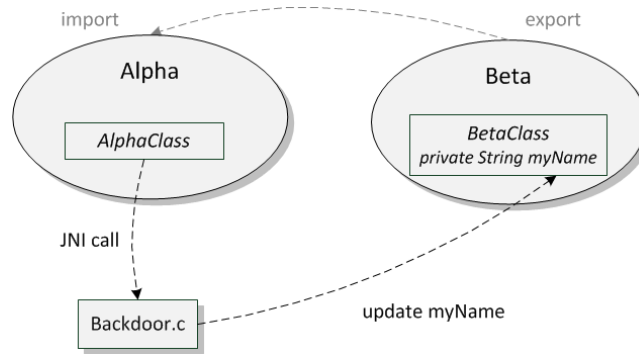 import
export
Alpha
Beta
AlphaClass
BetaClass
private String myName
JNI call
Backdoor.c
update myName